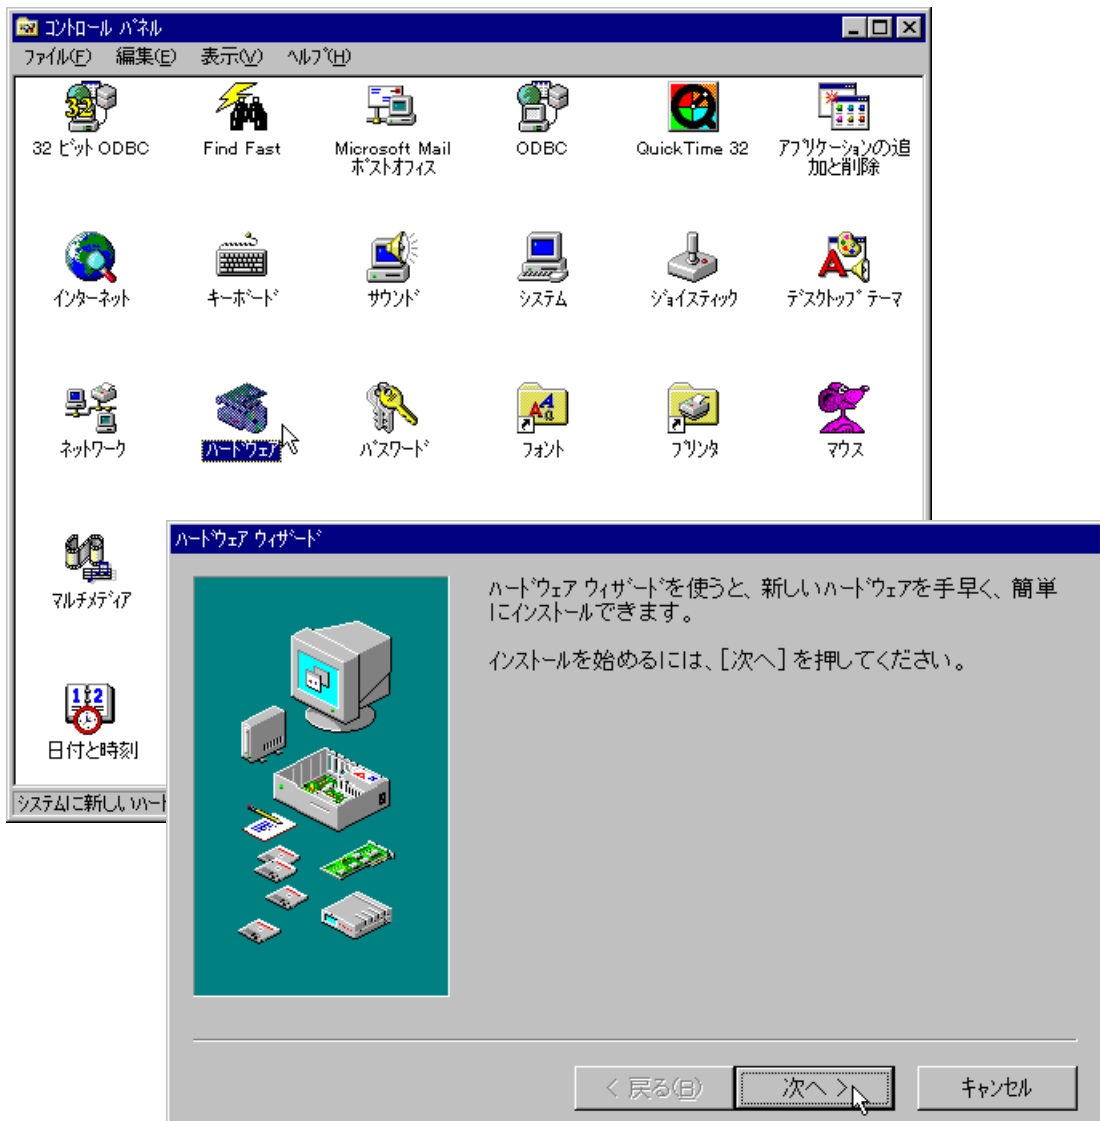 コントロール パネル
ファイル(F) 編集(E) 表示(V) ヘルプ(H)
32 ビット ODBC
Find Fast
Microsoft Mail
ポストオフィス
ODBC
QuickTime 32
アプリケーションの追
加と削除
インターネット
キーボード
サウンド
システム
ジョイスティック
デスクトップ テーマ
ネットワーク
ハードウェア
パスワード
フォント
プリンタ
マウス
マルチメディア
日付と時刻
システムに新しいハード
ハードウェア ウィザード
ハードウェア ウィザードを使うと、新しいハードウェアを手早く、簡単
にインストールできます。
インストールを始めるには、[次へ] を押してください。
< 戻る(B)
次へ >
キャンセル